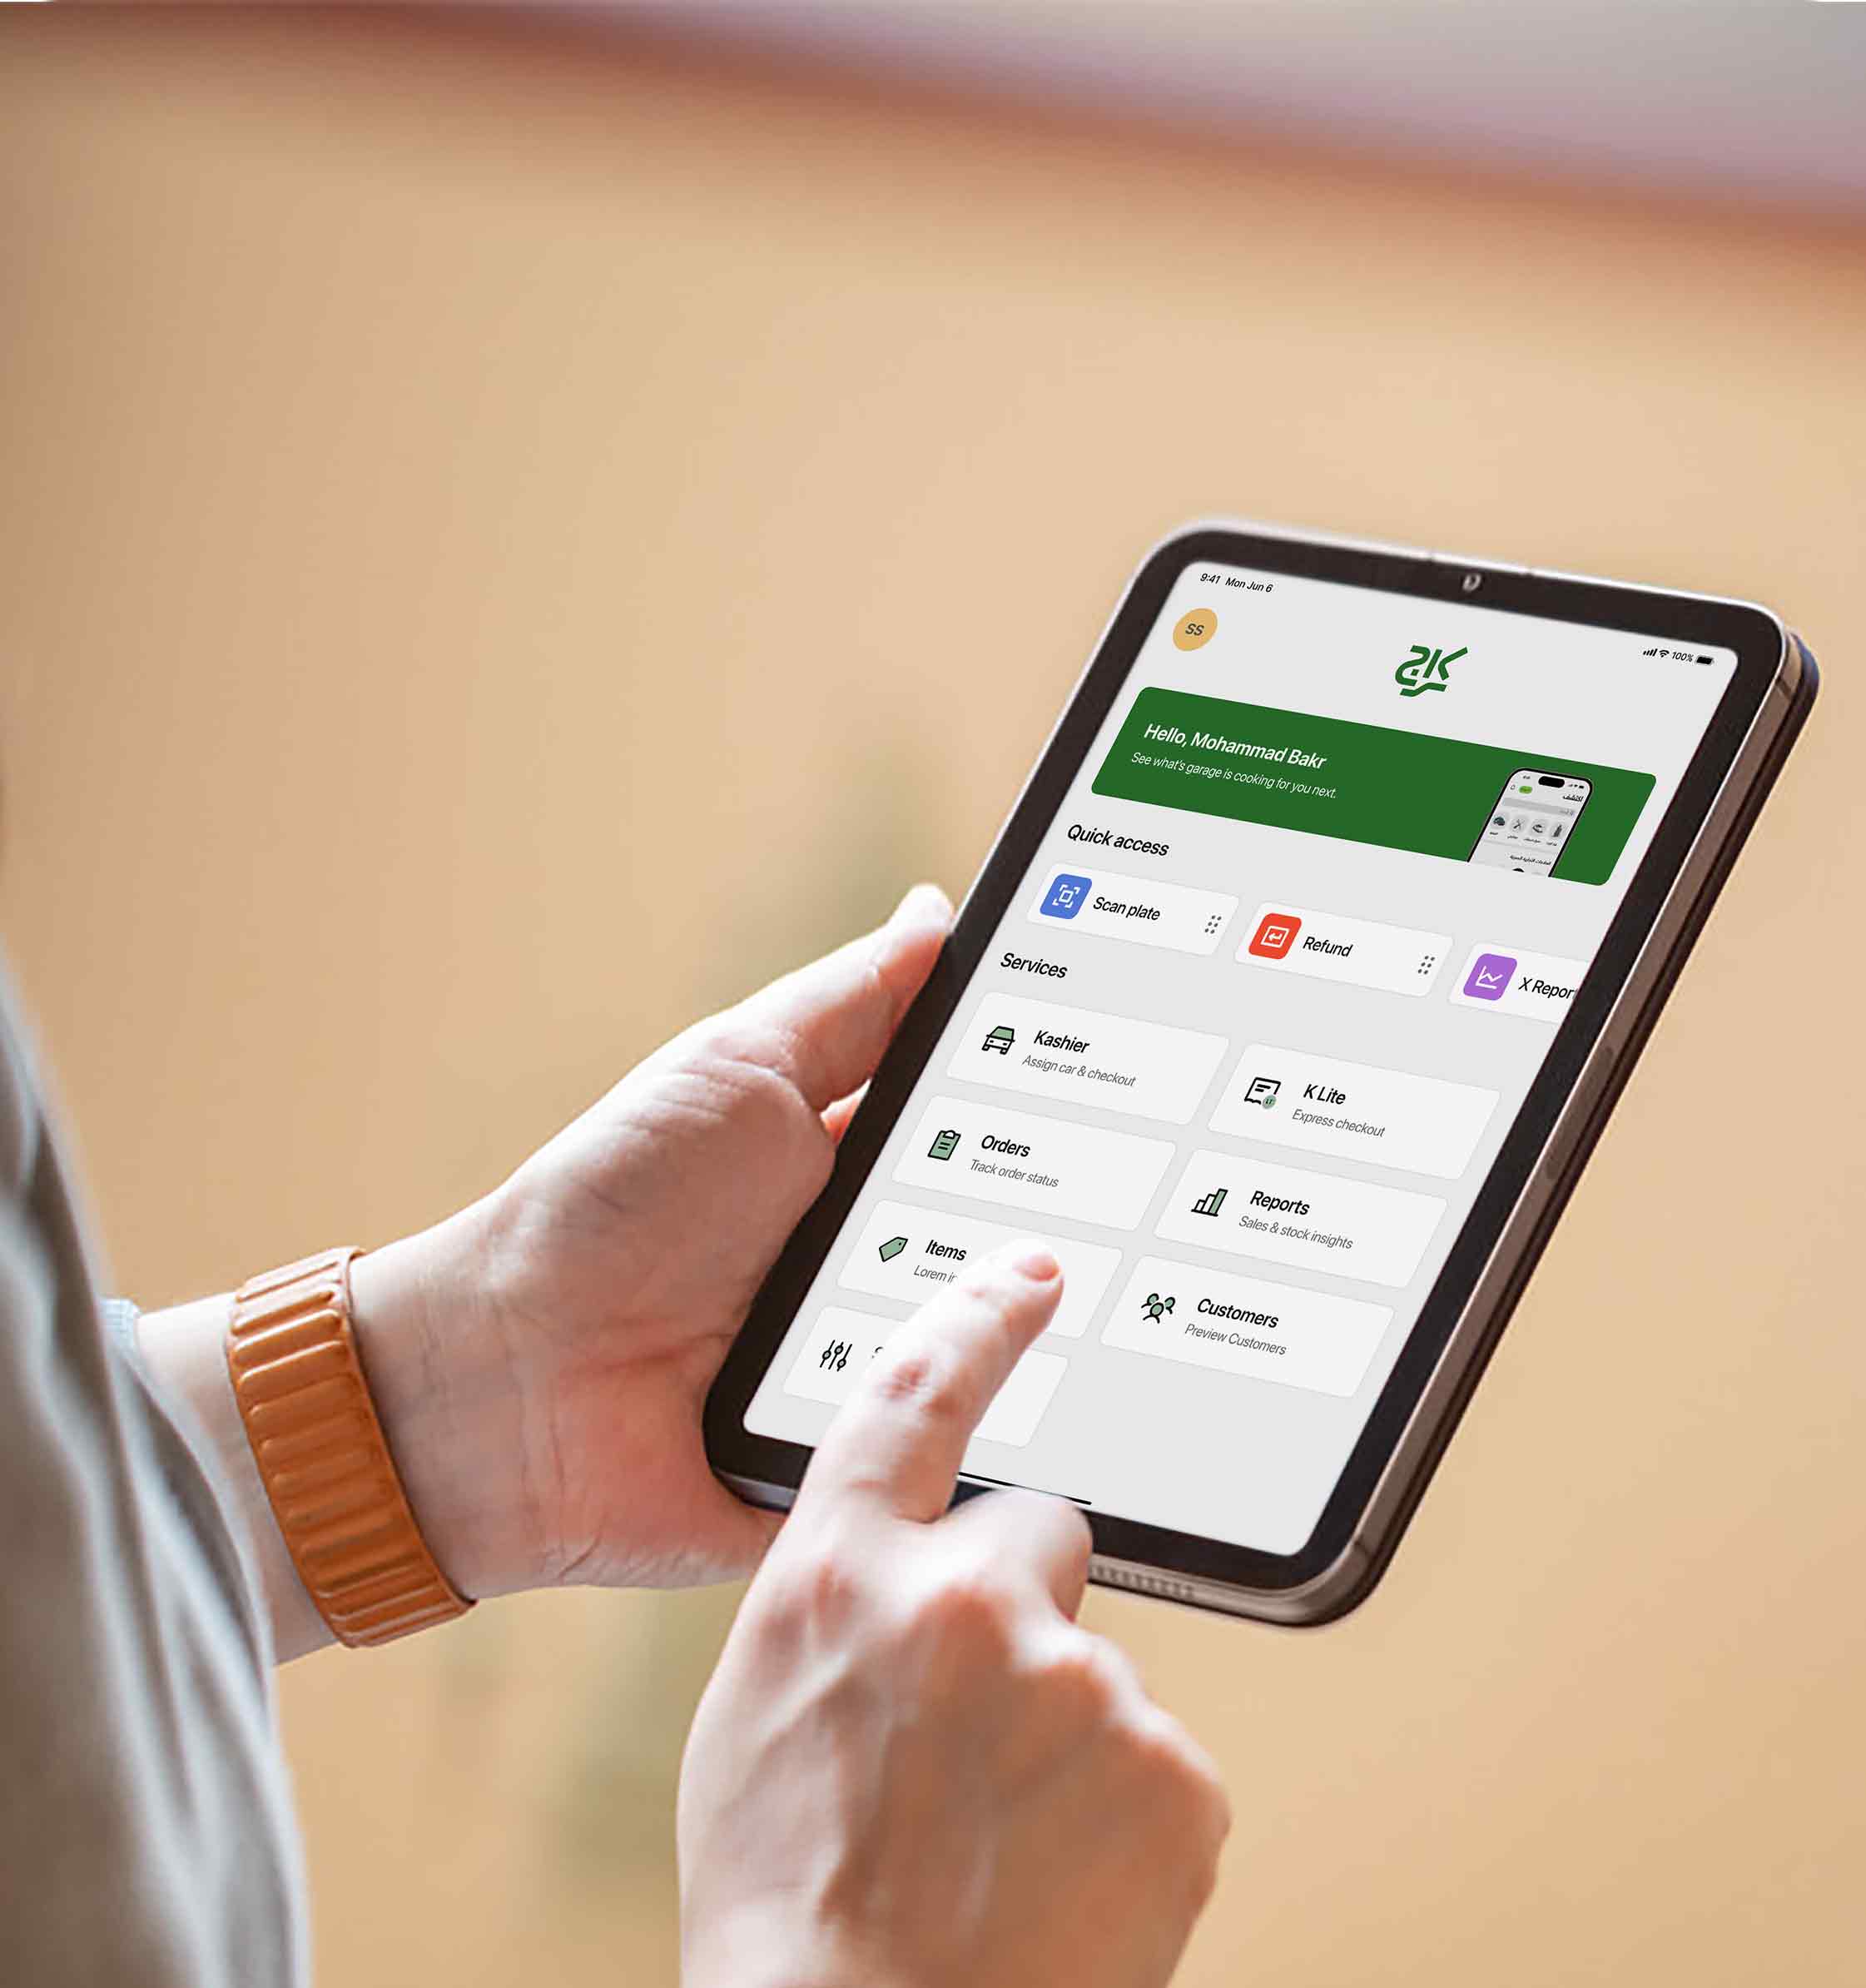 9:41 Mon Jun 6
100%
SS
Hello, Mohammad Bakr
See what's garage is cooking for you next.
Quick access
Scan plate
Refund
X Repor
Services
Kashier
Assign car & checkout
K Lite
Express checkout
Orders
Track order status
Reports
Sales & stock insights
Items
Lorem
Customers
Preview Customers